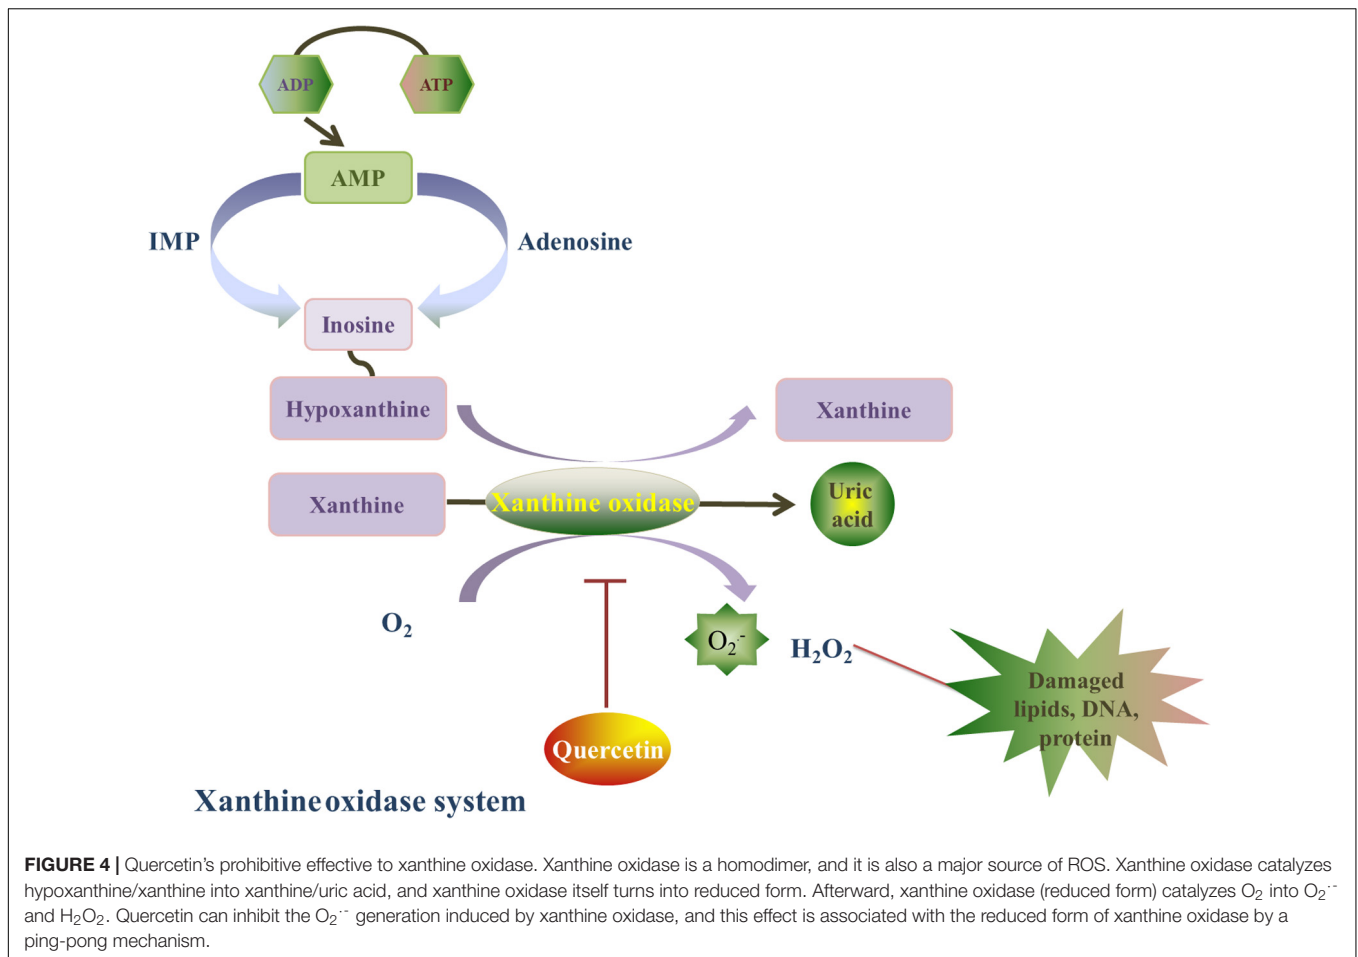 ADP
ATP
AMP
IMP
Adenosine
Inosine
Hypoxanthine
Xanthine
Xanthine
Xanthine oxidase
Uric
acid
O₂
O₂·⁻
H₂O₂
Damaged
lipids, DNA,
protein
Quercetin
Xanthine oxidase system
FIGURE 4 | Quercetin's prohibitive effective to xanthine oxidase. Xanthine oxidase is a homodimer, and it is also a major source of ROS. Xanthine oxidase catalyzes
hypoxanthine/xanthine into xanthine/uric acid, and xanthine oxidase itself turns into reduced form. Afterward, xanthine oxidase (reduced form) catalyzes O₂ into O₂·⁻
and H₂O₂. Quercetin can inhibit the O₂·⁻ generation induced by xanthine oxidase, and this effect is associated with the reduced form of xanthine oxidase by a
ping-pong mechanism.